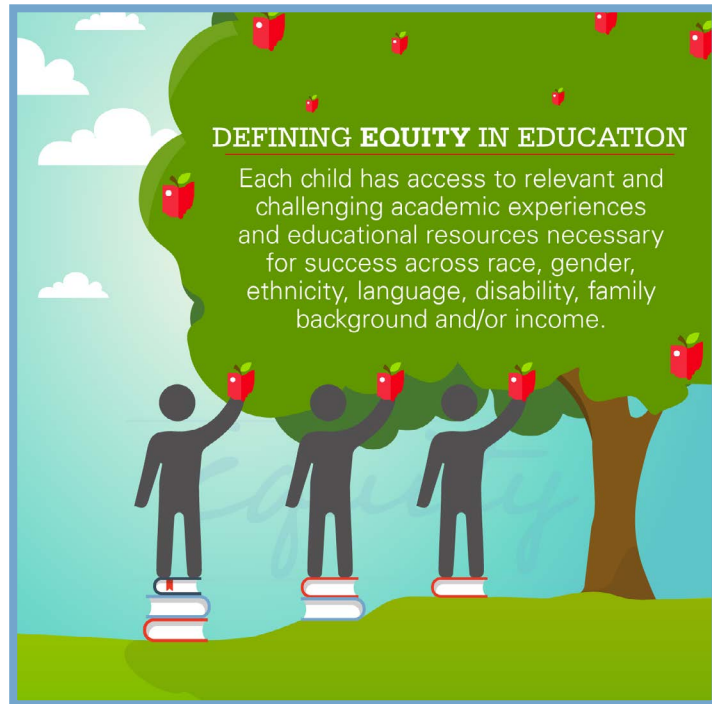 DEFINING EQUITY IN EDUCATION
Each child has access to relevant and
challenging academic experiences
and educational resources necessary
for success across race, gender,
ethnicity, language, disability, family
background and/or income.
equity